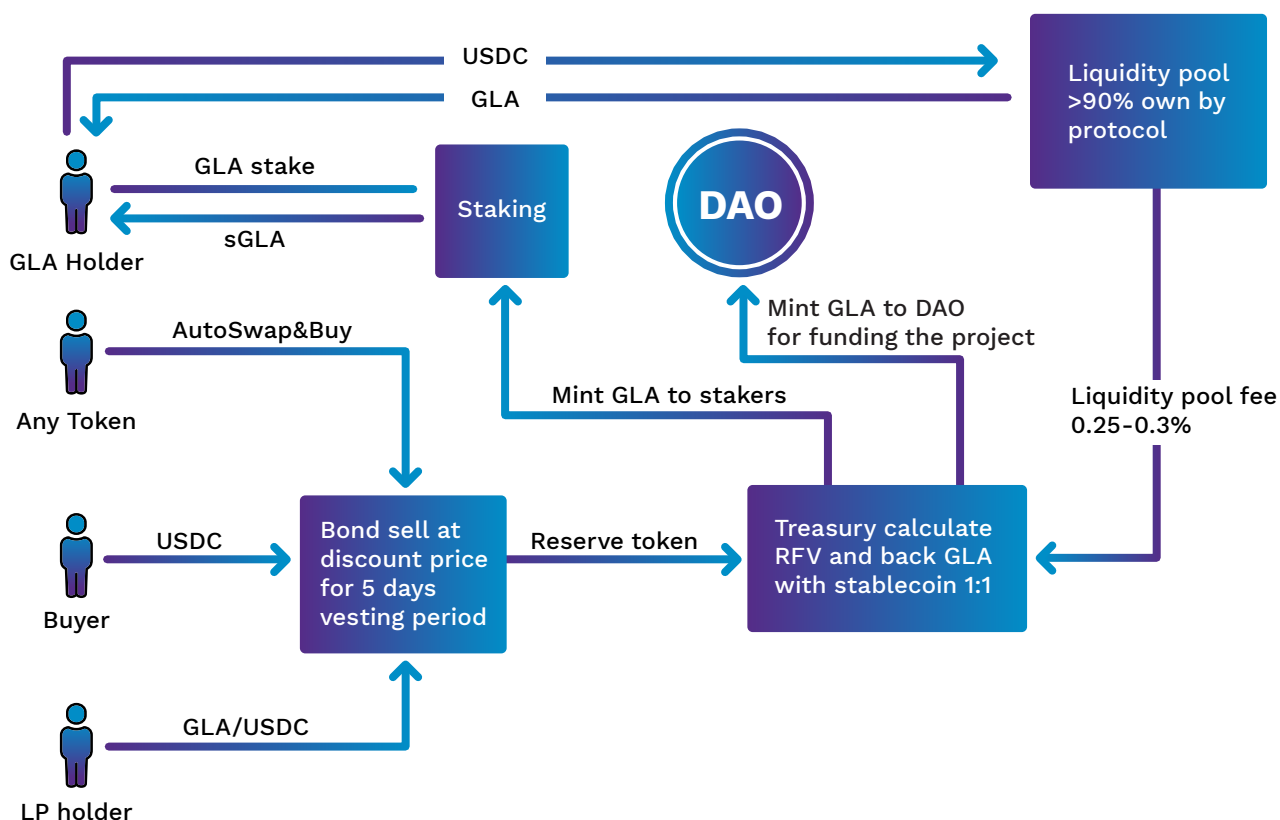 USDC
GLA
Liquidity pool
>90% own by
protocol
GLA stake
Staking
DAO
sGLA
GLA Holder
Mint GLA to DAO
for funding the project
AutoSwap&Buy
Any Token
Mint GLA to stakers
Liquidity pool fee
0.25-0.3%
USDC
Buyer
Bond sell at
discount price
for 5 days
vesting period
Reserve token
Treasury calculate
RFV and back GLA
with stablecoin 1:1
GLA/USDC
LP holder